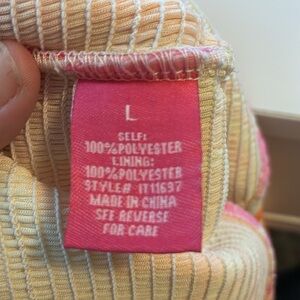 L
SELF:
100%POLYESTER
LINING:
100%POLYESTER
STYLE# IT11637
MADE IN CHINA
SEE REVERSE
FOR CARE